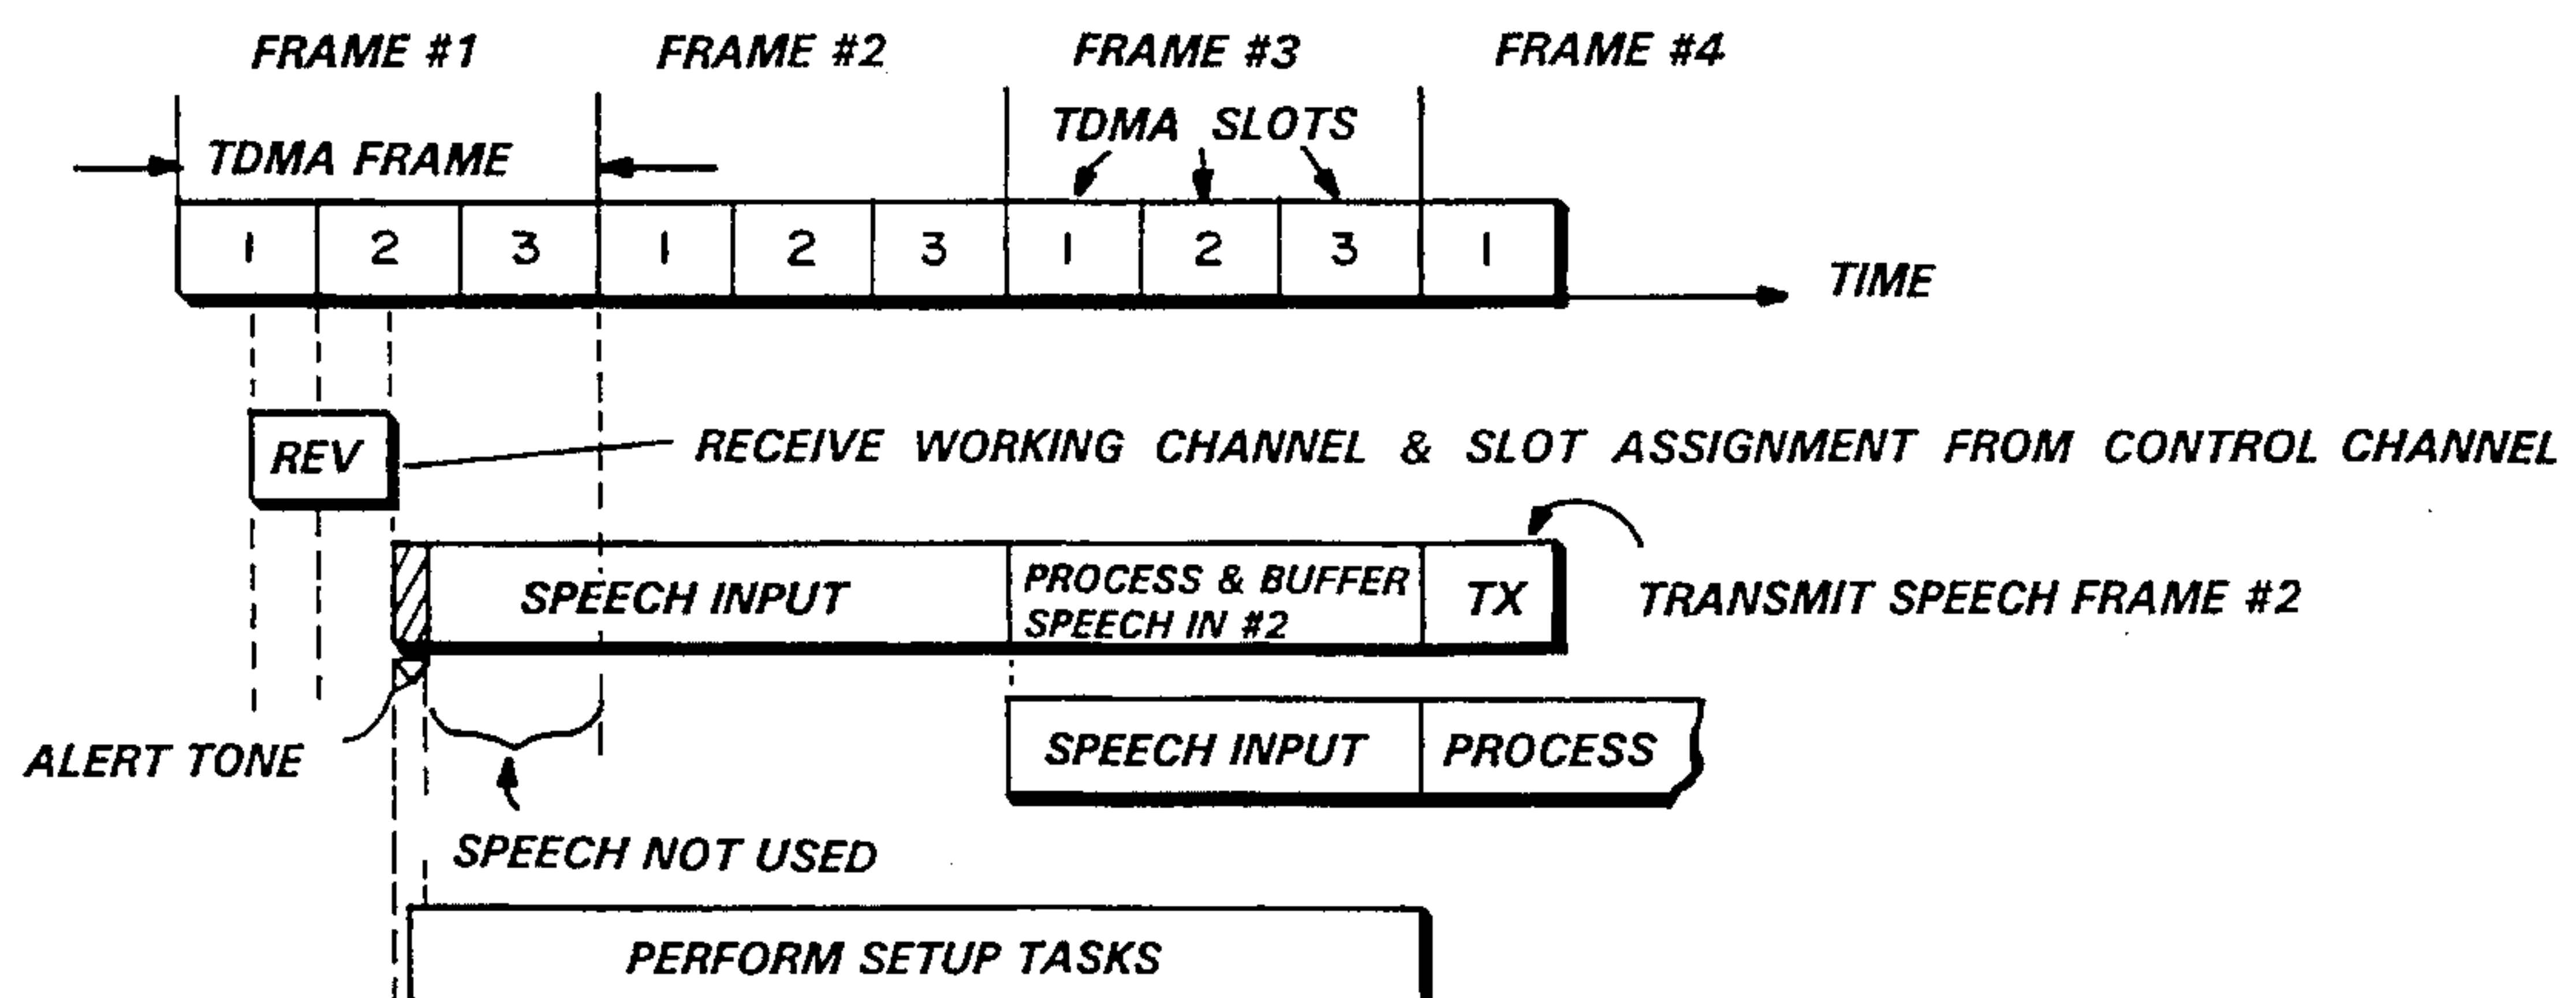 FRAME #1 FRAME #2 FRAME #3 FRAME #4
TDMA FRAME
TDMA SLOTS
1 2 3 1 2 3 1 2 3 1
TIME
REV
RECEIVE WORKING CHANNEL & SLOT ASSIGNMENT FROM CONTROL CHANNEL
SPEECH INPUT
PROCESS & BUFFER
SPEECH IN #2
TX
TRANSMIT SPEECH FRAME #2
ALERT TONE
SPEECH INPUT
PROCESS
SPEECH NOT USED
PERFORM SETUP TASKS